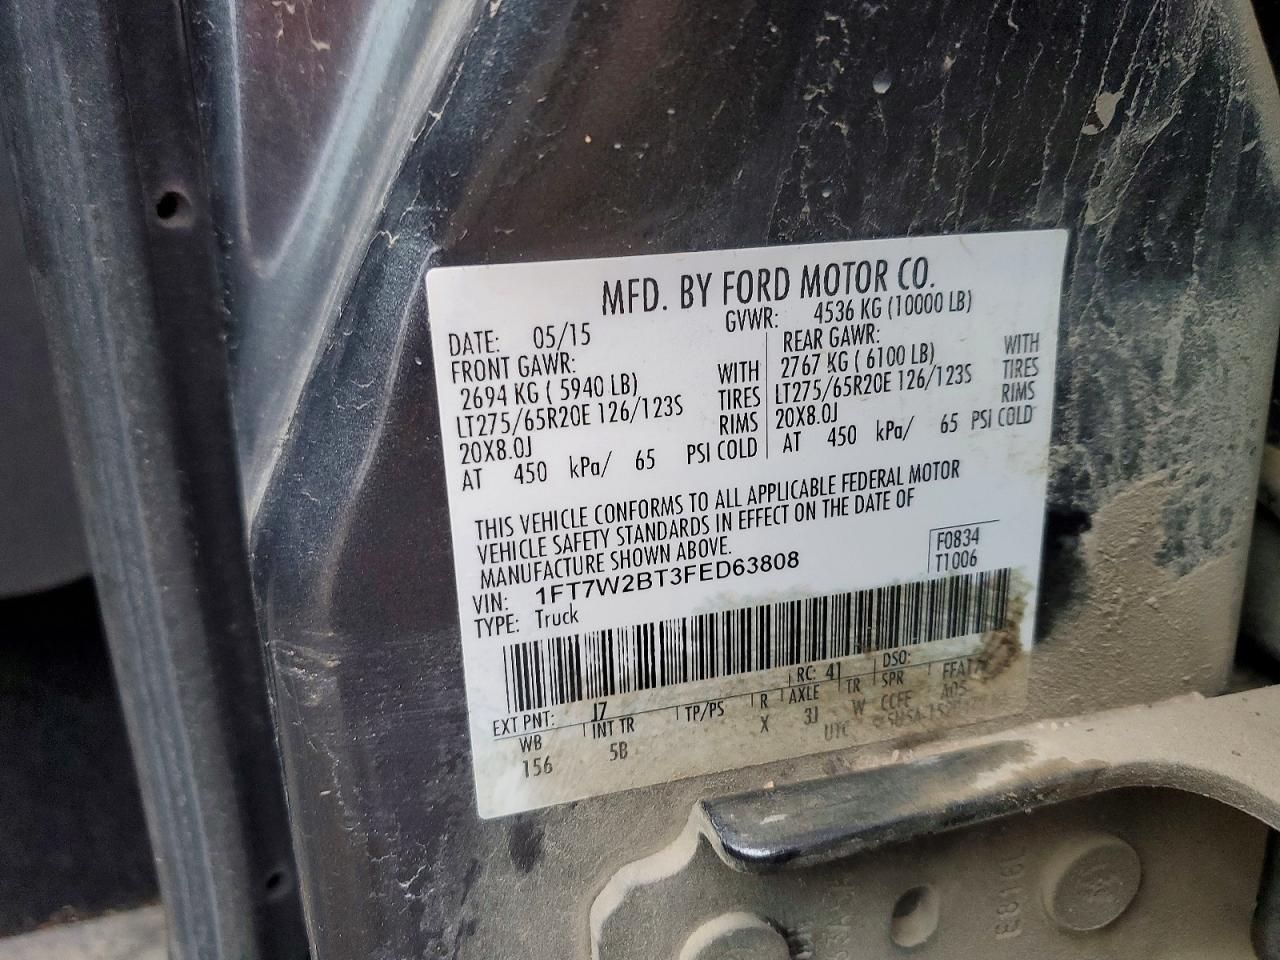 MFD. BY FORD MOTOR CO.
DATE: 05/15 GVWR: 4536 KG (10000 LB)
FRONT GAWR: REAR GAWR:
2694 KG ( 5940 LB) WITH 2767 KG ( 6100 LB) WITH
LT275/65R20E 126/123S TIRES LT275/65R20E 126/123S TIRES
20X8.0J RIMS 20X8.0J RIMS
AT 450 kPa/ 65 PSI COLD AT 450 kPa/ 65 PSI COLD
THIS VEHICLE CONFORMS TO ALL APPLICABLE FEDERAL MOTOR
VEHICLE SAFETY STANDARDS IN EFFECT ON THE DATE OF
MANUFACTURE SHOWN ABOVE.
VIN: 1FT7W2BT3FED63808 F0834
TYPE: Truck T1006
EXT PNT: J7 RC: 41 DSO:
WB INT TR TP/PS R AXLE TR SPR
156 5B X 3J W CCFF A05
UTC